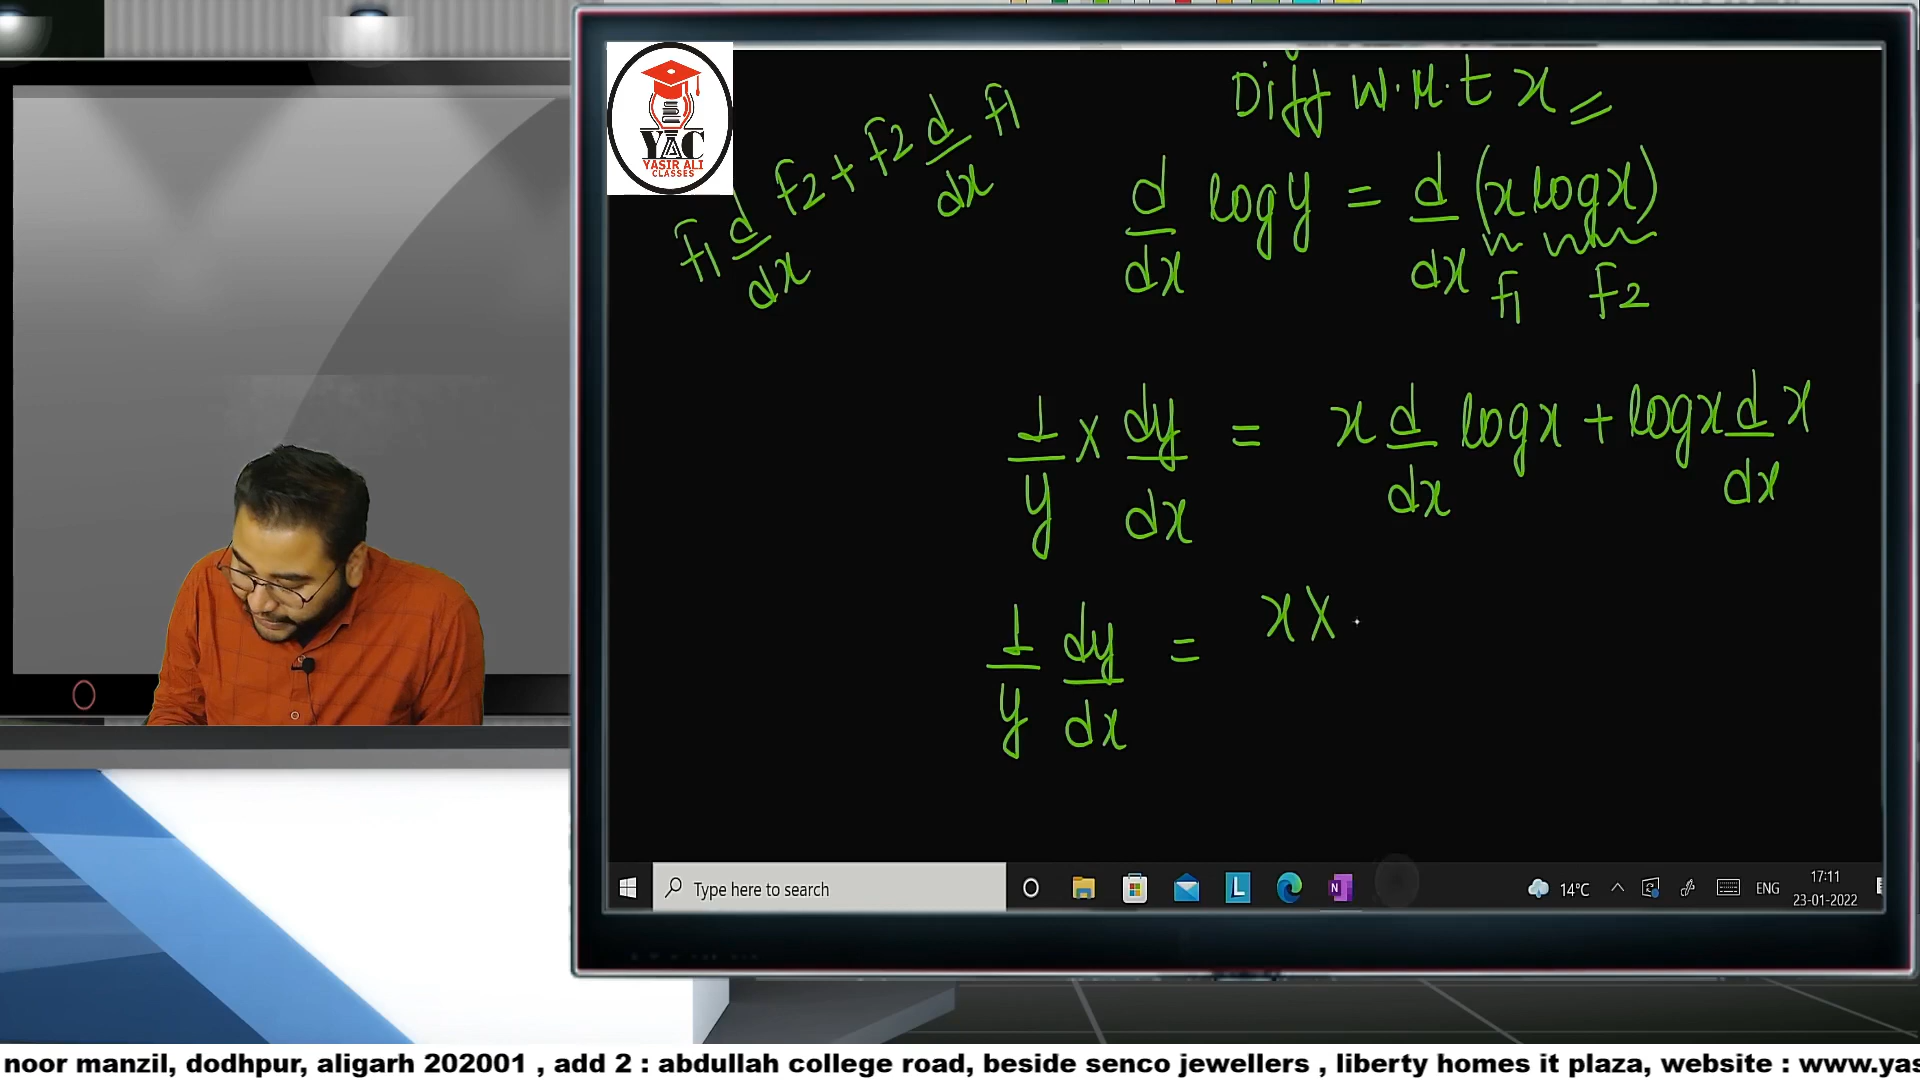 YAC
YASIR ALI
CLASSES
f1 d/dx f2 + f2 d/dx f1
Diff w.r.t x
d/dx log y = d/dx (x log x)
f1 f2
1/y × dy/dx = x d/dx log x + log x d/dx x
1/y dy/dx = x ×
Type here to search
L
N
14°C
ENG
17:11
23-01-2022
noor manzil, dodhpur, aligarh 202001 , add 2 : abdullah college road, beside senco jewellers , liberty homes it plaza, website : www.yas